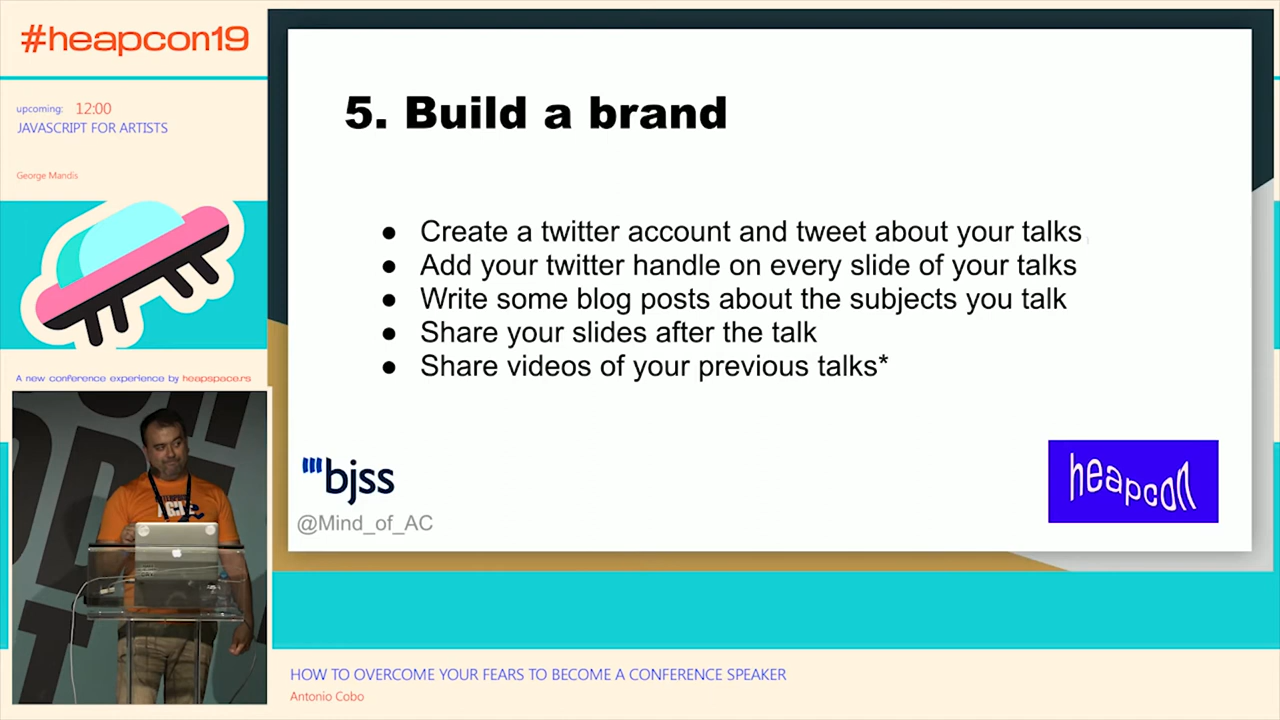 #heapcon19
upcoming: 12:00
JAVASCRIPT FOR ARTISTS
George Mandis
A new conference experience by heapspace.rs
5. Build a brand
● Create a twitter account and tweet about your talks
● Add your twitter handle on every slide of your talks
● Write some blog posts about the subjects you talk
● Share your slides after the talk
● Share videos of your previous talks*
bjss
@Mind_of_AC
heapcon
HOW TO OVERCOME YOUR FEARS TO BECOME A CONFERENCE SPEAKER
Antonio Cobo